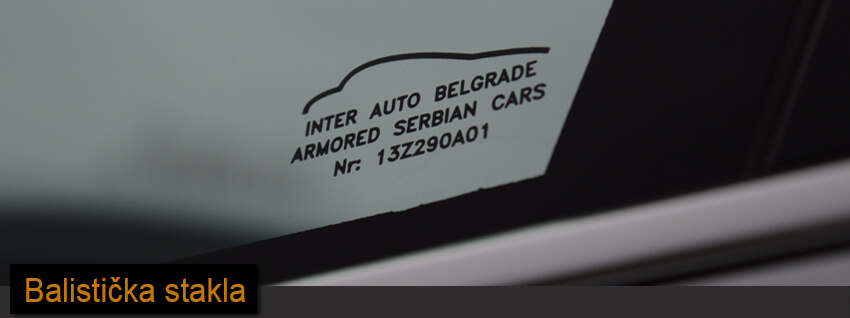 INTER AUTO BELGRADE
ARMORED SERBIAN CARS
Nr: 13Z290A01
Balistička stakla